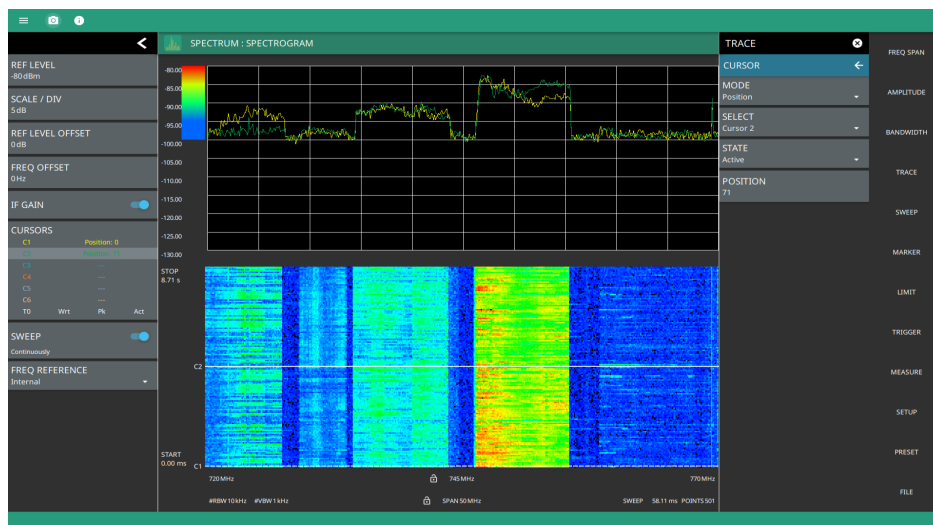 SPECTRUM : SPECTROGRAM
REF LEVEL
-80 dBm
SCALE / DIV
5 dB
REF LEVEL OFFSET
0 dB
FREQ OFFSET
0 Hz
IF GAIN
CURSORS
C1 Position: 0
C2 Position: 71
C3 ---
C4 ---
C5 ---
C6 ---
T0 Wrt Pk Act
SWEEP
Continuously
FREQ REFERENCE
Internal
-80.00
-85.00
-90.00
-95.00
-100.00
-105.00
-110.00
-115.00
-120.00
-125.00
-130.00
STOP
8.71 s
C2
START
0.00 ms
C1
720 MHz 745 MHz 770 MHz
#RBW 10 kHz #VBW 1 kHz SPAN 50 MHz SWEEP 58.11 ms POINTS 501
TRACE
CURSOR
MODE
Position
SELECT
Cursor 2
STATE
Active
POSITION
71
FREQ SPAN
AMPLITUDE
BANDWIDTH
TRACE
SWEEP
MARKER
LIMIT
TRIGGER
MEASURE
SETUP
PRESET
FILE